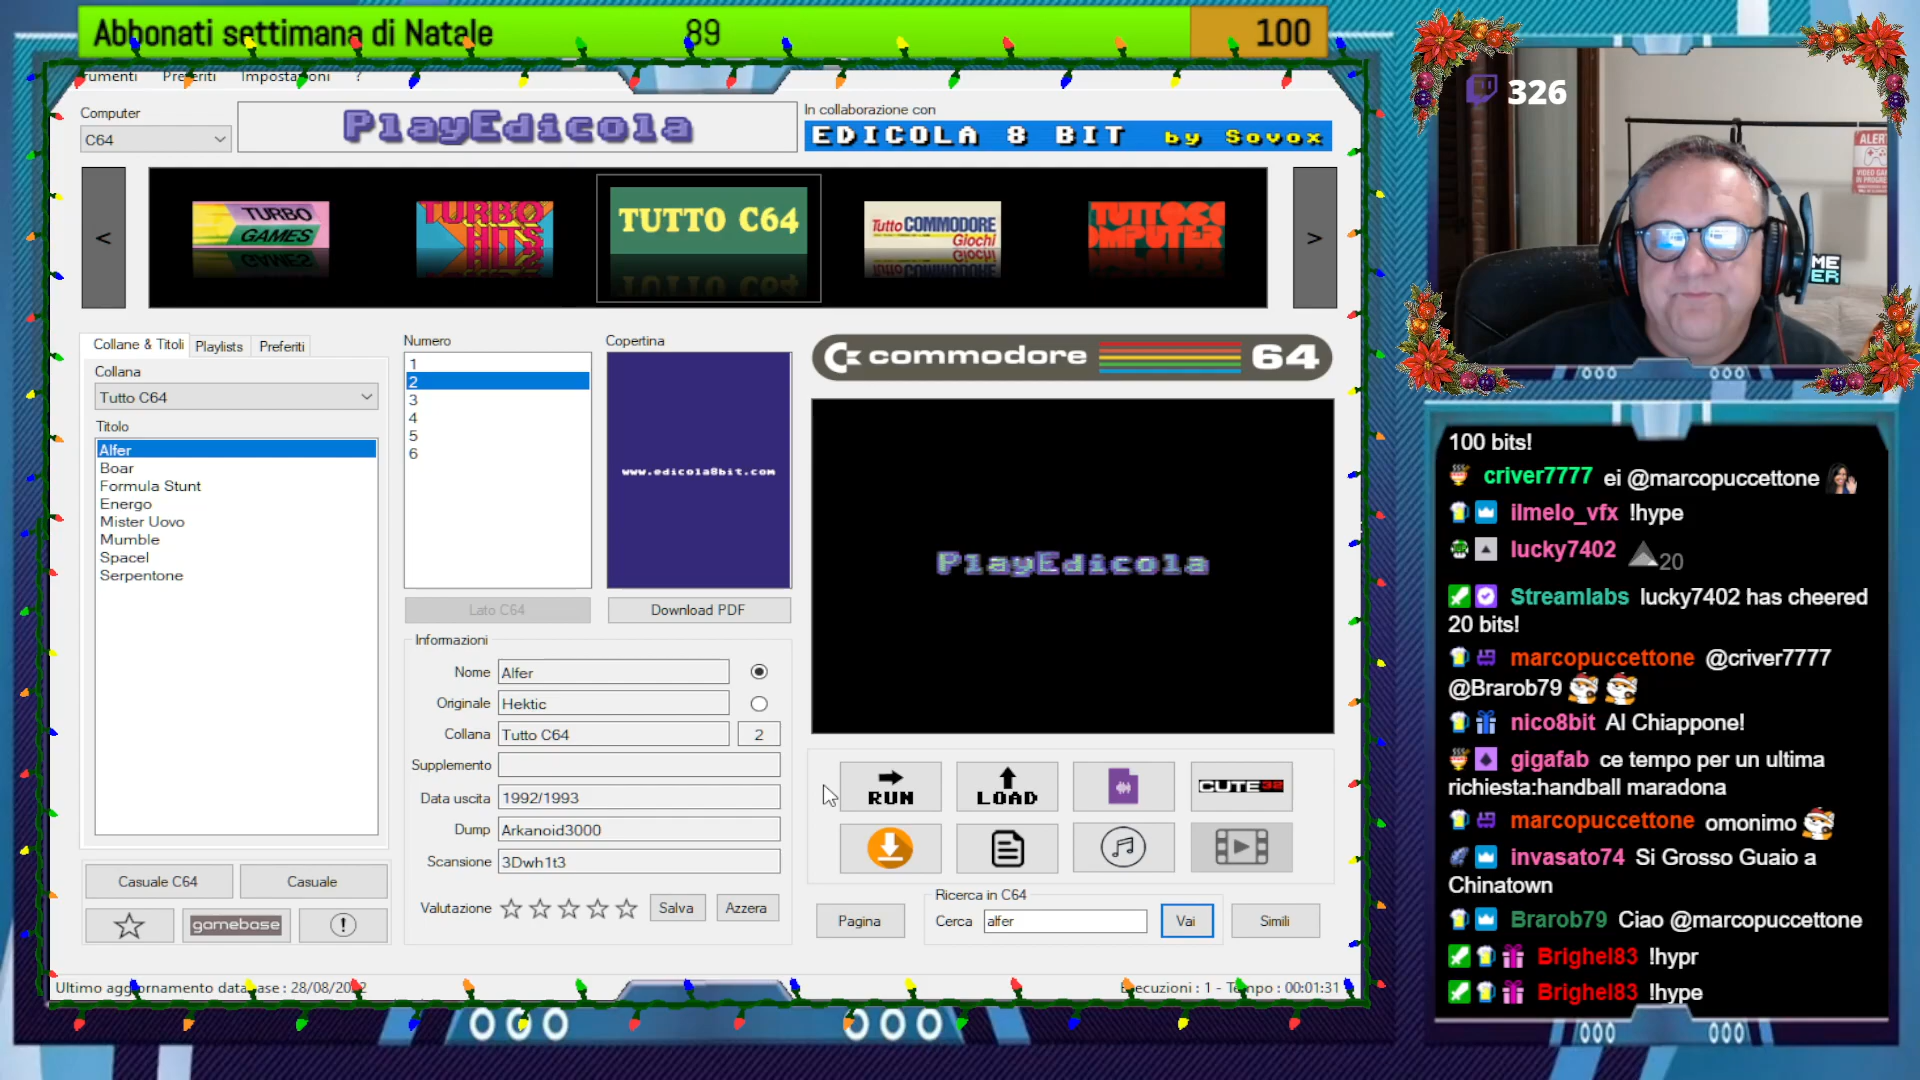 Abbonati settimana di Natale 89 100
Preferiti Impostazioni ?
Computer
C64
PlayEdicola
In collaborazione con
EDICOLA 8 BIT by Sovox
< >
TURBO GAMES
TURBO HITS
TUTTO C64
Tutto COMMODORE Giochi
Collane & Titoli Playlists Preferiti
Collana
Tutto C64
Titolo
Alfer
Boar
Formula Stunt
Energo
Mister Uovo
Mumble
Spacel
Serpentone
Casuale C64 Casuale
gamebase
Numero
1
2
3
4
5
6
Lato C64
Copertina
www.edicola8bit.com
Download PDF
Informazioni
Nome Alfer
Originale Hektic
Collana Tutto C64 2
Supplemento
Data uscita 1992/1993
Dump Arkanoid3000
Scansione 3Dwh1t3
Valutazione Salva Azzera
commodore 64
PlayEdicola
RUN LOAD CUTE32
Pagina
Ricerca in C64
Cerca alfer Vai
Simili
Ultimo aggiornamento database : 28/08/2022
Esecuzioni : 1 - Tempo : 00:01:31
326
100 bits!
criver7777 ei @marcopuccettone
ilmelo_vfx !hype
lucky7402 20
Streamlabs lucky7402 has cheered
20 bits!
marcopuccettone @criver7777
@Brarob79
nico8bit Al Chiappone!
gigafab ce tempo per un ultima
richiesta:handball maradona
marcopuccettone omonimo
invasato74 Si Grosso Guaio a
Chinatown
Brarob79 Ciao @marcopuccettone
Brighel83 !hypr
Brighel83 !hype